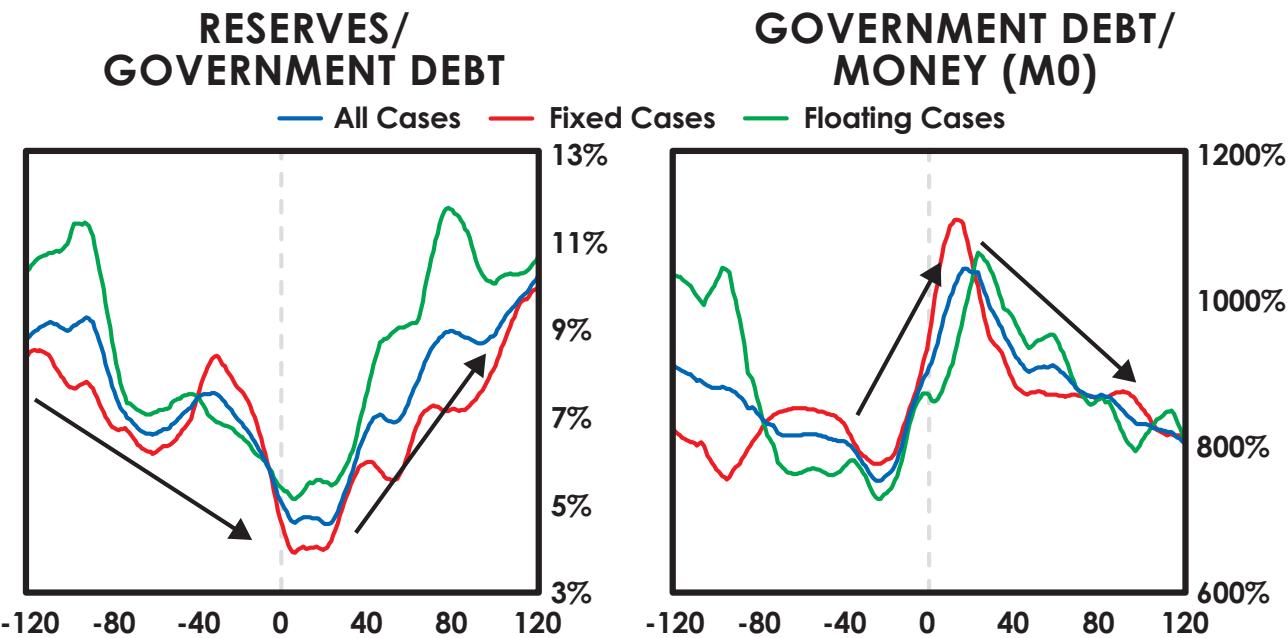 RESERVES/
GOVERNMENT DEBT
GOVERNMENT DEBT/
MONEY (M0)
All Cases Fixed Cases Floating Cases
13%
11%
9%
7%
5%
3%
-120 -80 -40 0 40 80 120
1200%
1000%
800%
600%
-120 -80 -40 0 40 80 120